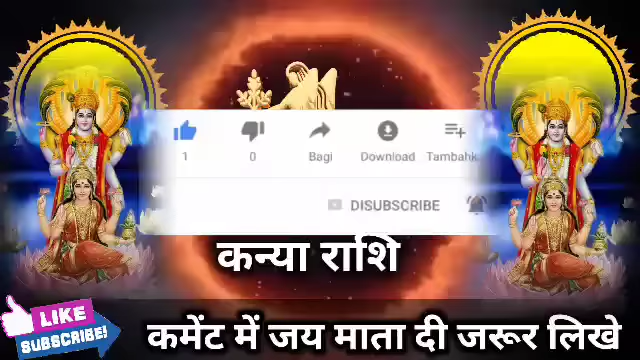 1 0 Bagi Download Tambahk
DISUBSCRIBE
कन्या राशि
LIKE
SUBSCRIBE!
कमेंट में जय माता दी जरूर लिखे